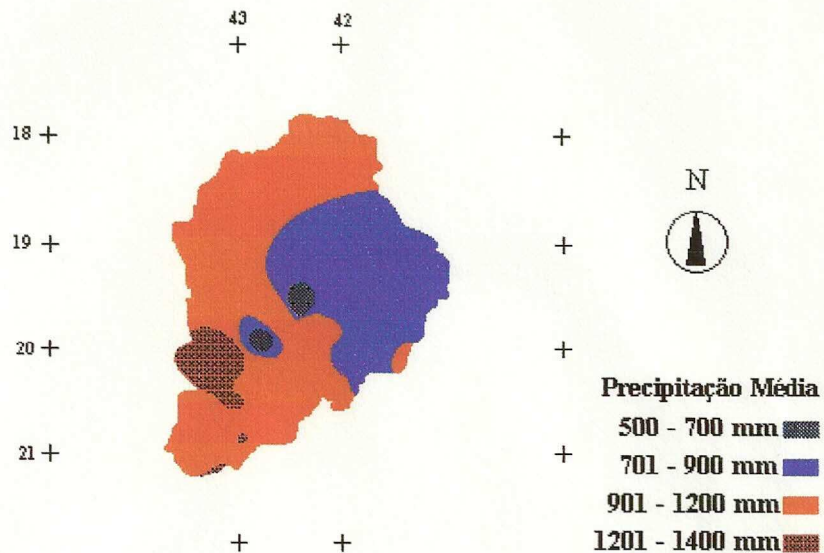 43 42
18
19
20
21
N
Precipitação Média
500 - 700 mm
701 - 900 mm
901 - 1200 mm
1201 - 1400 mm